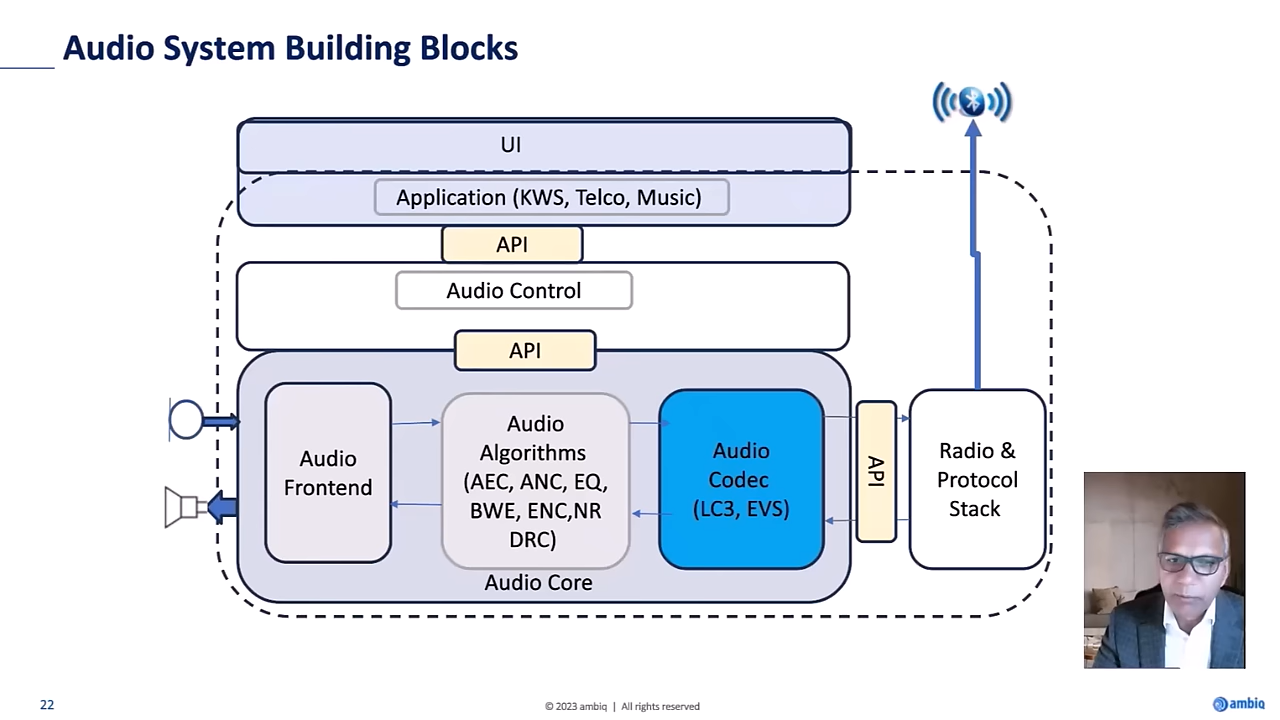 Audio System Building Blocks
UI
Application (KWS, Telco, Music)
API
Audio Control
API
Audio
Frontend
Audio
Algorithms
(AEC, ANC, EQ,
BWE, ENC,NR
DRC)
Audio
Codec
(LC3, EVS)
API
Radio &
Protocol
Stack
Audio Core
22
© 2023 ambiq | All rights reserved
ambiq